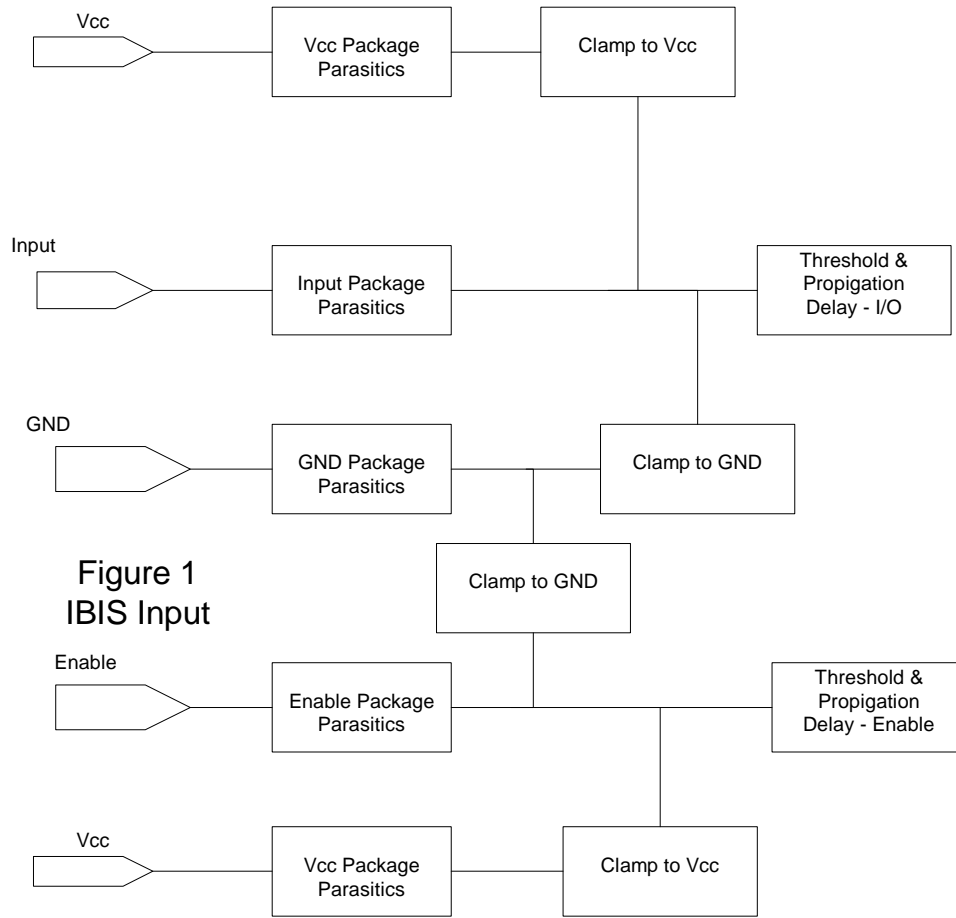 Vcc
Vcc Package
Parasitics
Clamp to Vcc
Input
Input Package
Parasitics
Threshold &
Propigation
Delay - I/O
GND
GND Package
Parasitics
Clamp to GND
Clamp to GND
Figure 1
IBIS Input
Enable
Enable Package
Parasitics
Threshold &
Propigation
Delay - Enable
Vcc
Vcc Package
Parasitics
Clamp to Vcc